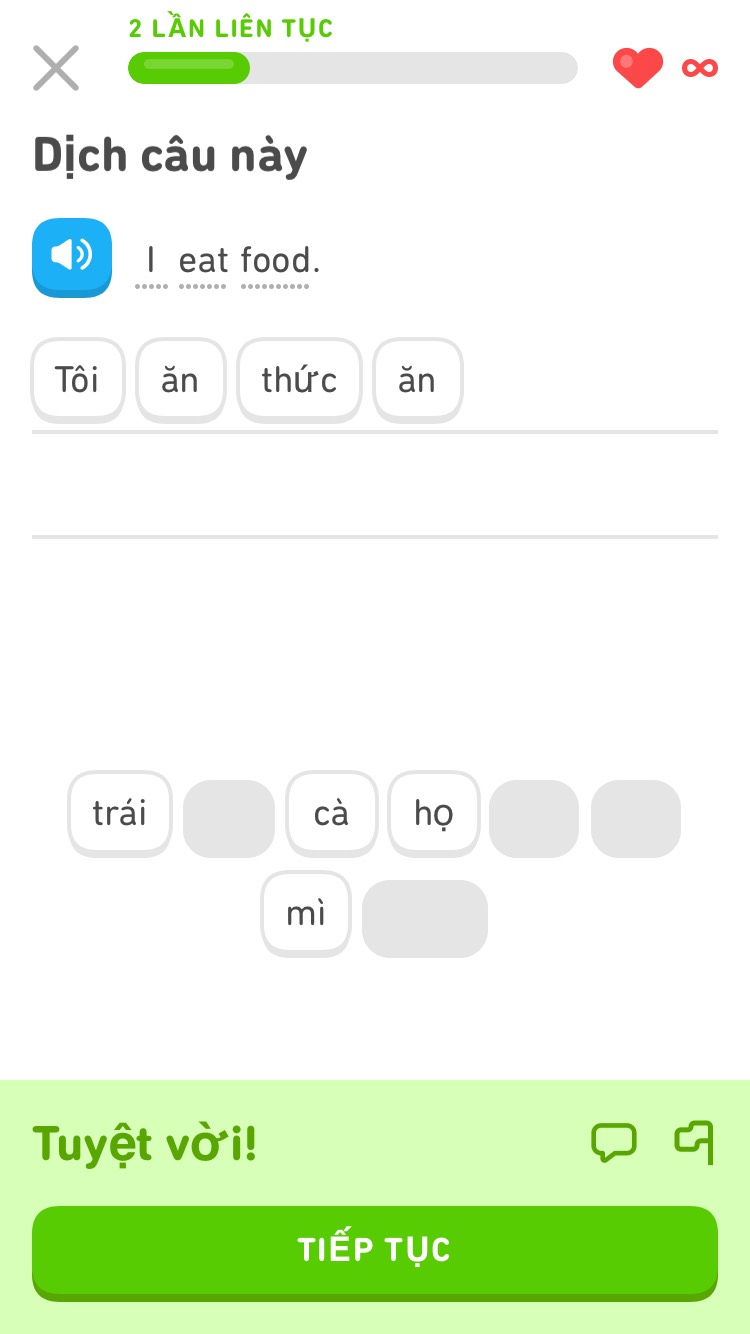 2 LẦN LIÊN TỤC
Dịch câu này
I eat food.
Tôi ăn thức ăn
trái cà họ
mì
Tuyệt vời!
TIẾP TỤC